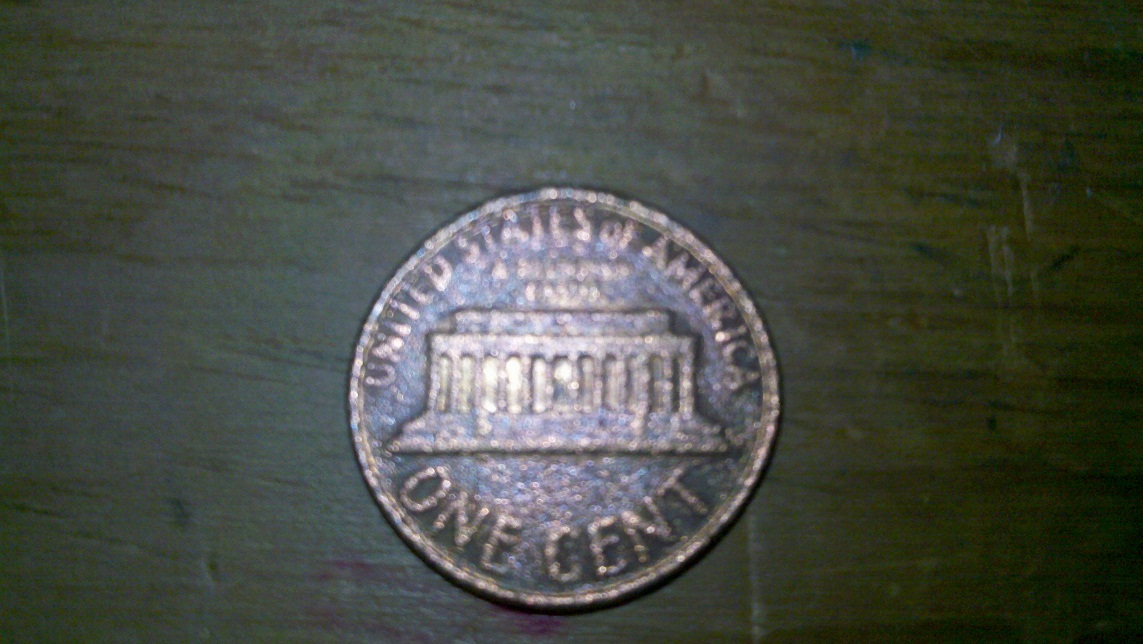 UNITED STATES of AMERICA
ONE CENT